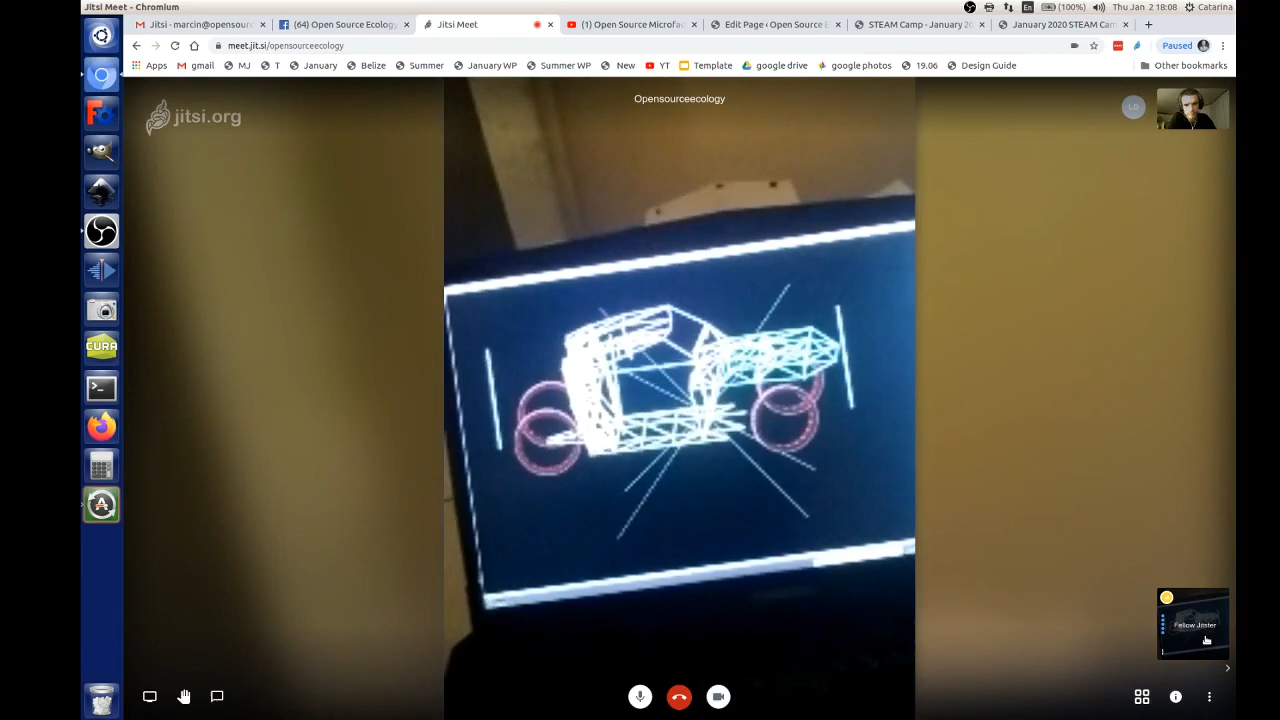 Jitsi Meet - Chromium
(100%)
Thu Jan 2 18:08
Catarina
Jitsi - marcin@opensour
(64) Open Source Ecology
Jitsi Meet
(1) Open Source Microfac
Edit Page ‹ Open Source E
STEAM Camp - January 20
January 2020 STEAM Cam
meet.jit.si/opensourceecology
Paused
Apps
gmail
MJ
T
January
Belize
Summer
January WP
Summer WP
New
YT
Template
google drive
google photos
19.06
Design Guide
Other bookmarks
Opensourceecology
jitsi.org
LD
CURA
Fellow Jitster